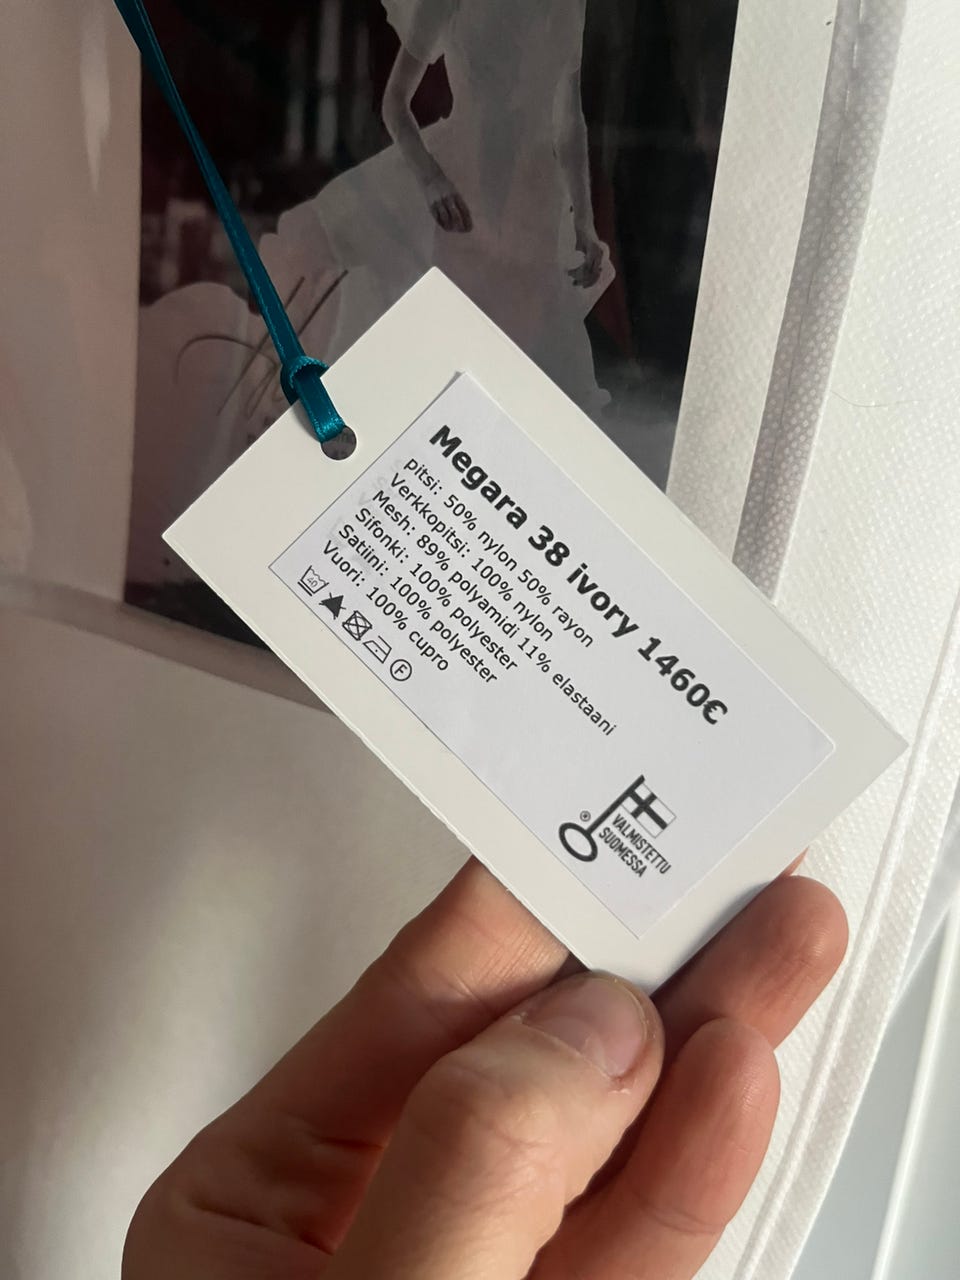 Megara 38 ivory 1460€
pitsi: 50% nylon 50% rayon
Verkkopitsi: 100% nylon
Mesh: 89% polyamidi 11% elastaani
Sifonki: 100% polyester
Satiini: 100% polyester
Vuori: 100% cupro
40
F
®
VALMISTETTU
SUOMESSA